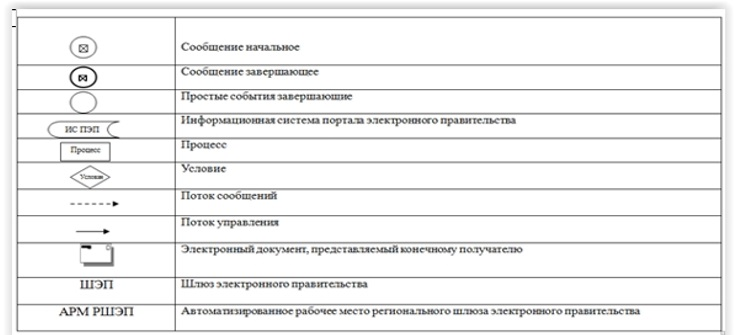 Сообщение начальное
Сообщение завершающее
Простые события завершающие
ИС ПЭП Информационная система портала электронного правительства
Процесс Процесс
Условие Условие
Поток сообщений
Поток управления
Электронный документ, представляемый конечному получателю
ШЭП Шлюз электронного правительства
АРМ РШЭП Автоматизированное рабочее место регионального шлюза электронного правительства